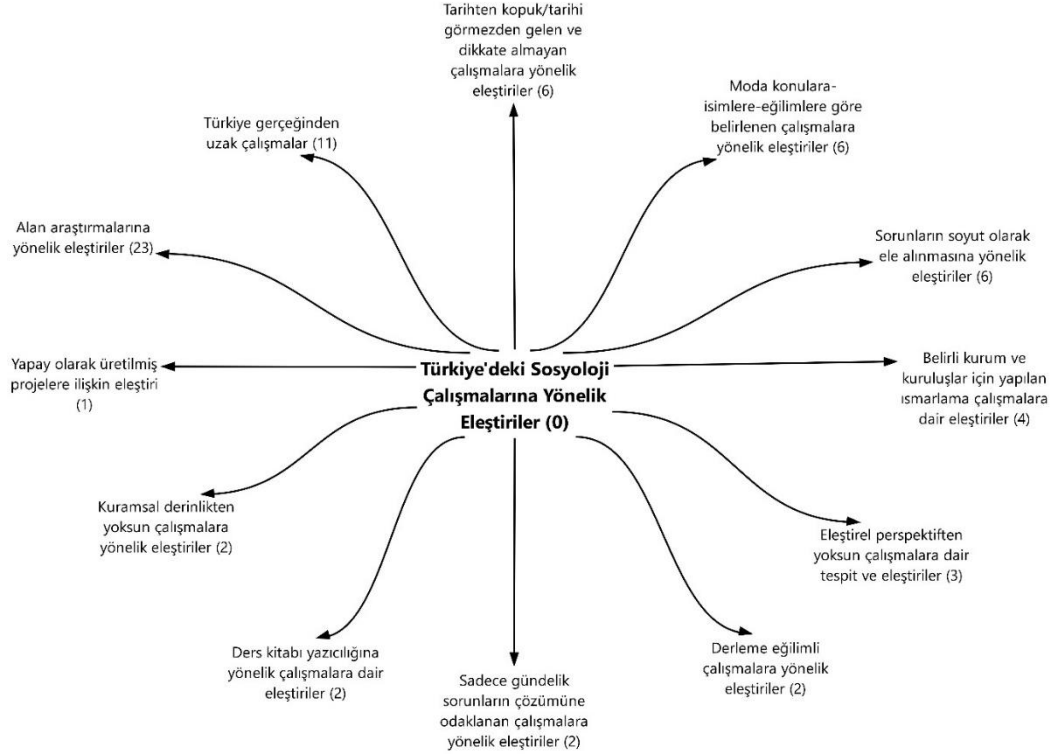 Tarihten kopuk/tarihi
görmezden gelen ve
dikkate almayan
çalışmalara yönelik
eleştiriler (6)
Moda konulara-
isimlere-eğilimlere göre
belirlenen çalışmalara
yönelik eleştiriler (6)
Türkiye gerçeğinden
uzak çalışmalar (11)
Alan araştırmalarına
yönelik eleştiriler (23)
Sorunların soyut olarak
ele alınmasına yönelik
eleştiriler (6)
Yapay olarak üretilmiş
projelere ilişkin eleştiri
(1)
Türkiye'deki Sosyoloji
Çalışmalarına Yönelik
Eleştiriler (0)
Belirli kurum ve
kuruluşlar için yapılan
ısmarlama çalışmalara
dair eleştiriler (4)
Kuramsal derinlikten
yoksun çalışmalara
yönelik eleştiriler (2)
Eleştirel perspektiften
yoksun çalışmalara dair
tespit ve eleştiriler (3)
Ders kitabı yazıcılığına
yönelik çalışmalara dair
eleştiriler (2)
Sadece gündelik
sorunların çözümüne
odaklanan çalışmalara
yönelik eleştiriler (2)
Derleme eğilimli
çalışmalara yönelik
eleştiriler (2)